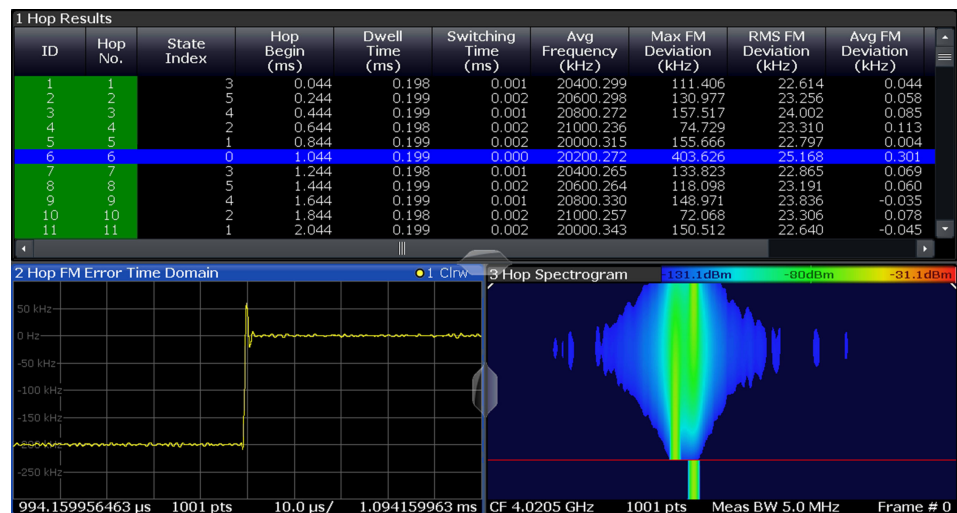 1 Hop Results
ID Hop No. State Index Hop Begin (ms) Dwell Time (ms) Switching Time (ms) Avg Frequency (kHz) Max FM Deviation (kHz) RMS FM Deviation (kHz) Avg FM Deviation (kHz)
1 1 3 0.044 0.198 0.001 20400.299 111.406 22.614 0.044
2 2 5 0.244 0.198 0.002 20600.298 130.977 23.256 0.058
3 3 4 0.444 0.199 0.001 20800.272 157.517 24.002 0.085
4 4 2 0.644 0.198 0.002 21000.236 74.729 23.310 0.113
5 5 1 0.844 0.199 0.002 20000.315 155.666 22.797 0.004
6 6 0 1.044 0.199 0.000 20200.272 403.626 25.168 0.301
7 7 3 1.244 0.198 0.001 20400.265 133.823 22.865 0.069
8 8 5 1.444 0.198 0.002 20600.264 118.098 23.191 0.060
9 9 4 1.644 0.199 0.002 20800.330 148.971 23.836 -0.035
10 10 2 1.844 0.198 0.002 21000.257 72.068 23.306 0.078
11 11 1 2.044 0.199 0.002 20000.343 150.512 22.640 -0.045
2 Hop FM Error Time Domain 1 Clrw
50 kHz
0 Hz
-50 kHz
-100 kHz
-150 kHz
-200 kHz
-250 kHz
994.159956463 µs 1001 pts 10.0 µs/ 1.094159963 ms
3 Hop Spectrogram -131.1dBm -80dBm -31.1dBm
CF 4.0205 GHz 1001 pts Meas BW 5.0 MHz Frame # 0